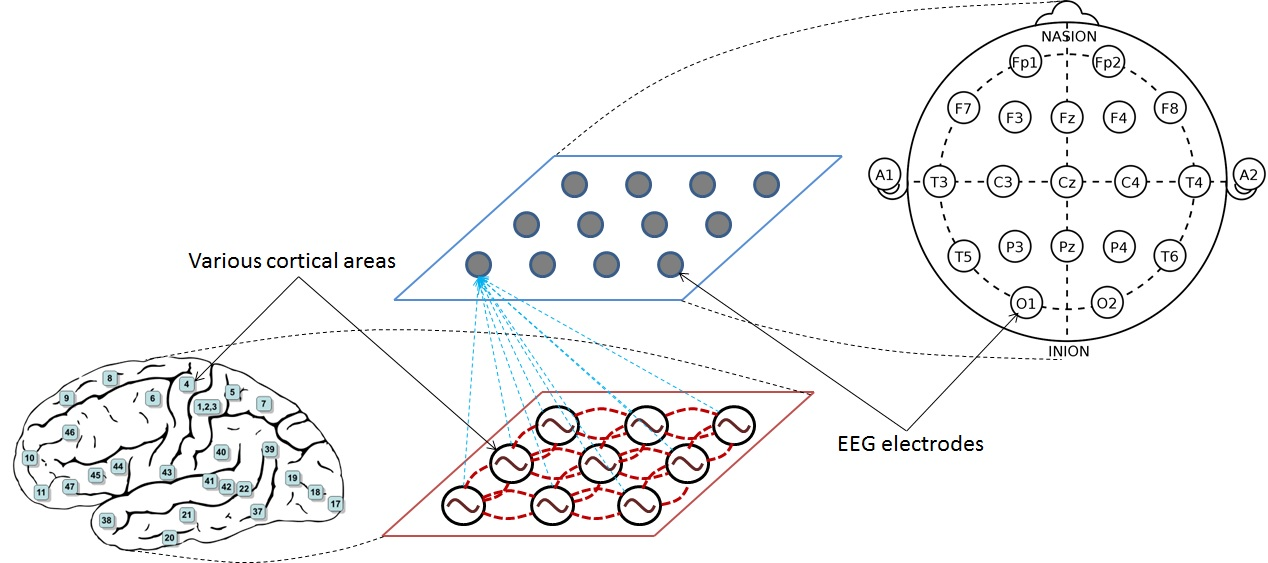 NASION
Fp1 Fp2
F7 F3 Fz F4 F8
A1 T3 C3 Cz C4 T4 A2
T5 P3 Pz P4 T6
O1 O2
INION
Various cortical areas
EEG electrodes
8 4 5
9 6 1,2,3 7
46
10 44 40 39
45 43 19
11 47 41 42 22 18
17
38 21 37
20